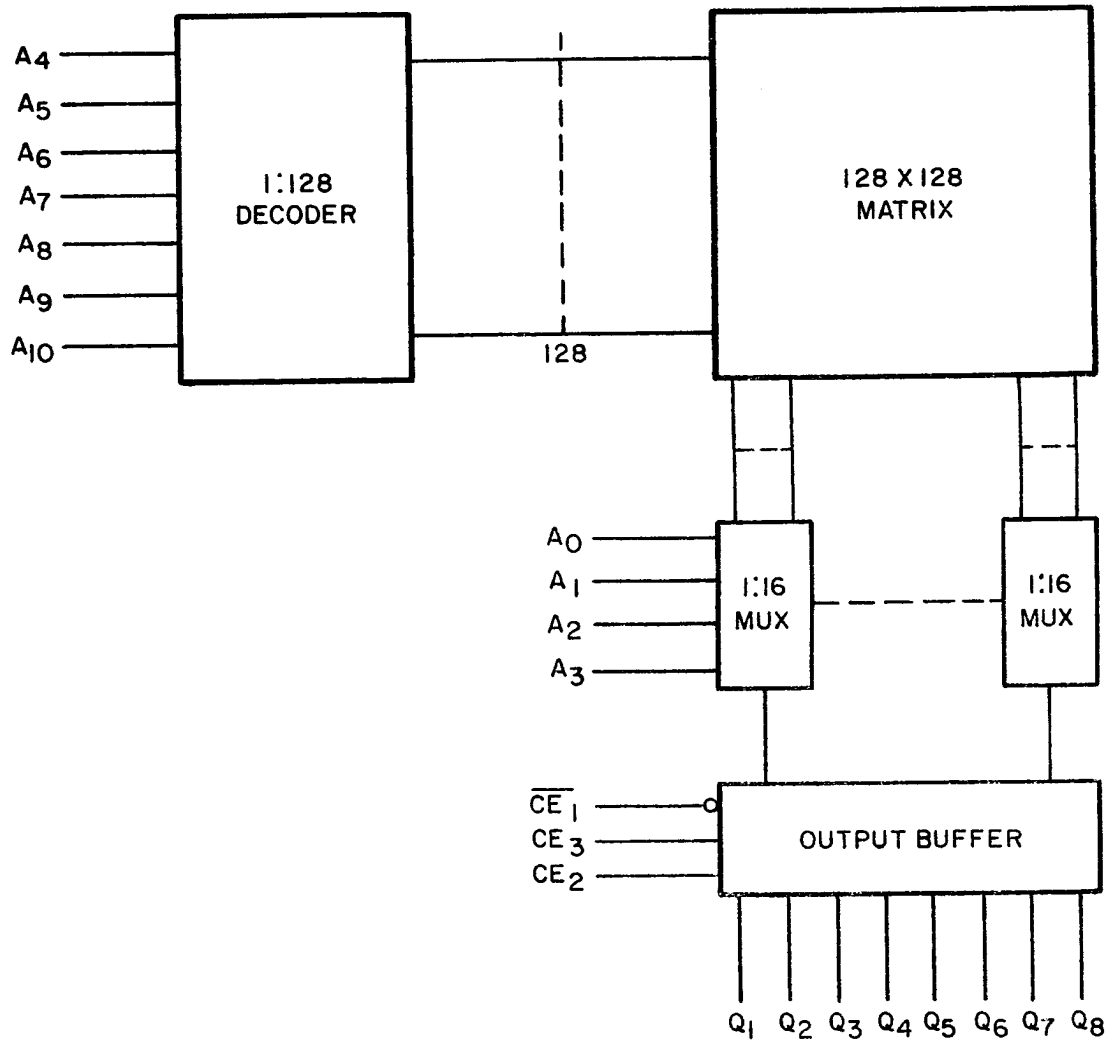 A4
A5
A6
A7
A8
A9
A10
1:128
DECODER
128
128 X 128
MATRIX
A0
A1
A2
A3
1:16
MUX
1:16
MUX
C̅E̅1
CE3
CE2
OUTPUT BUFFER
Q1 Q2 Q3 Q4 Q5 Q6 Q7 Q8